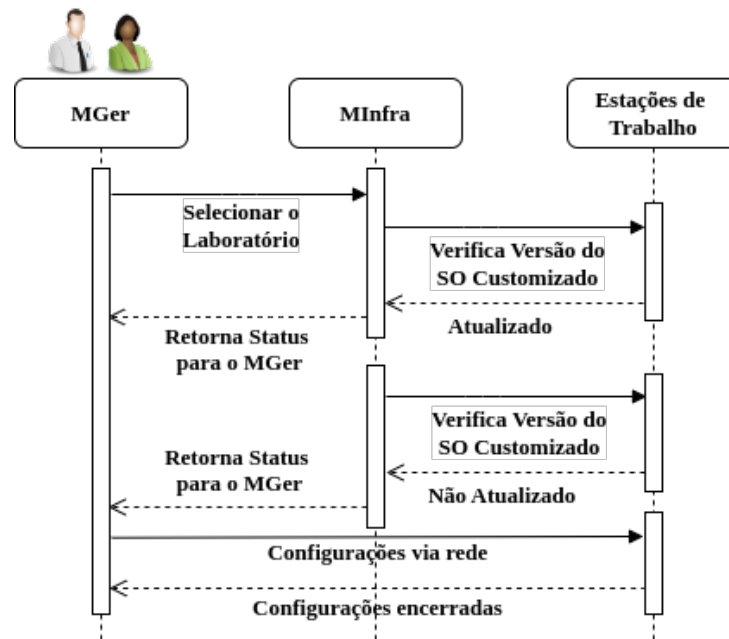 MGer
MInfra
Estações de
Trabalho
Selecionar o
Laboratório
Verifica Versão do
SO Customizado
Atualizado
Retorna Status
para o MGer
Verifica Versão do
SO Customizado
Retorna Status
para o MGer
Não Atualizado
Configurações via rede
Configurações encerradas